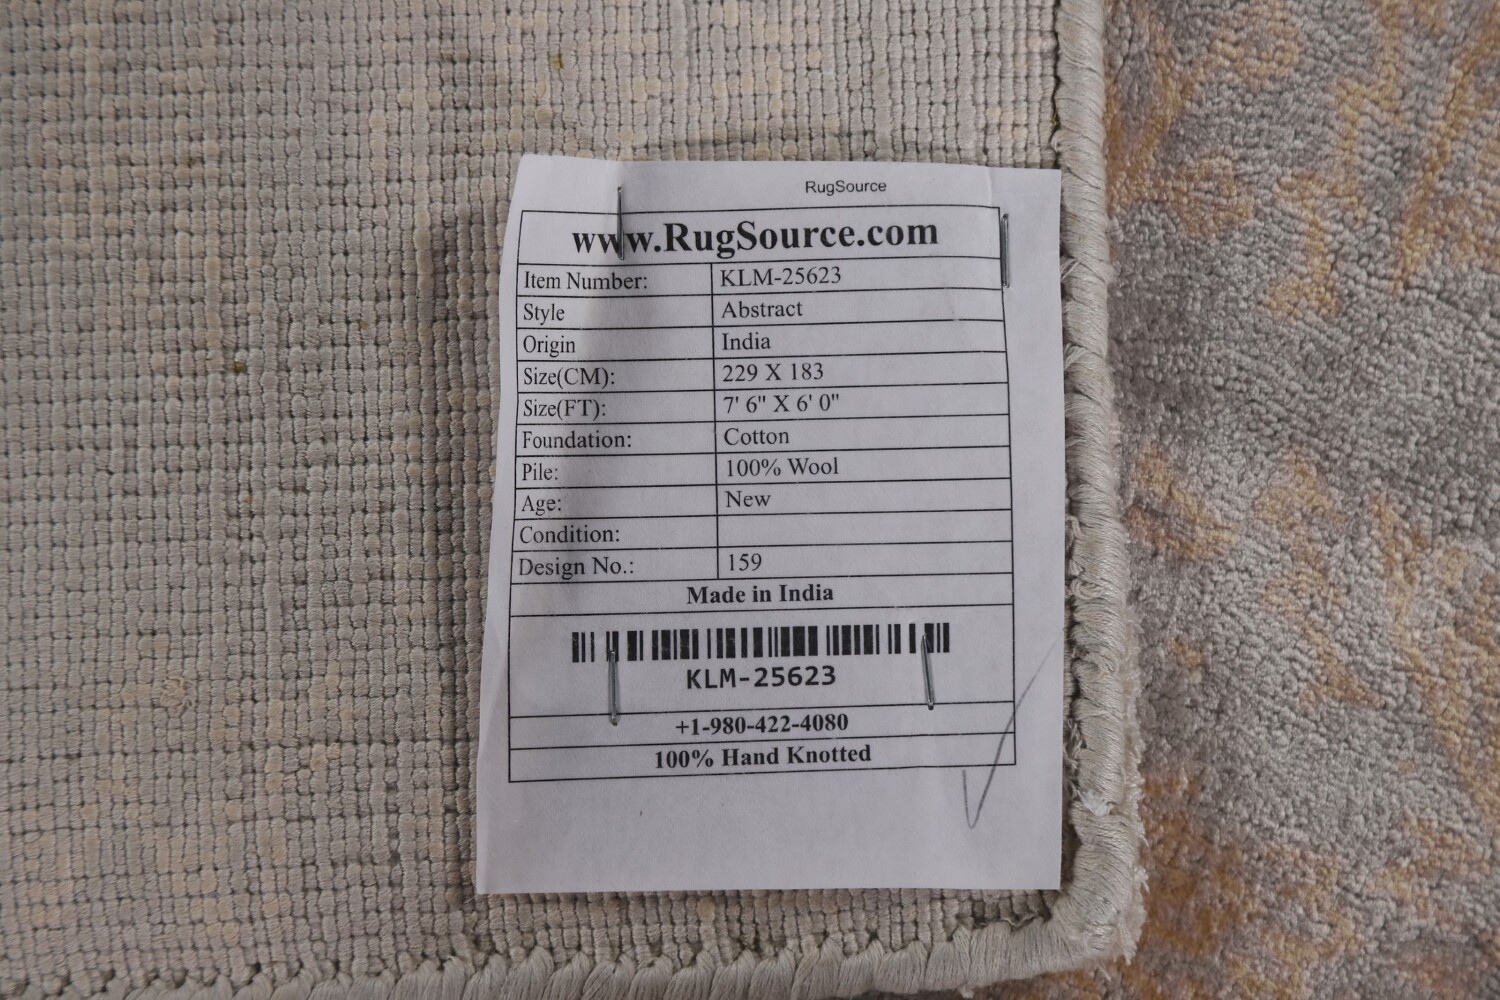 RugSource
www.RugSource.com
Item Number: KLM-25623
Style Abstract
Origin India
Size(CM): 229 X 183
Size(FT): 7' 6" X 6' 0"
Foundation: Cotton
Pile: 100% Wool
Age: New
Condition:
Design No.: 159
Made in India
KLM-25623
+1-980-422-4080
100% Hand Knotted